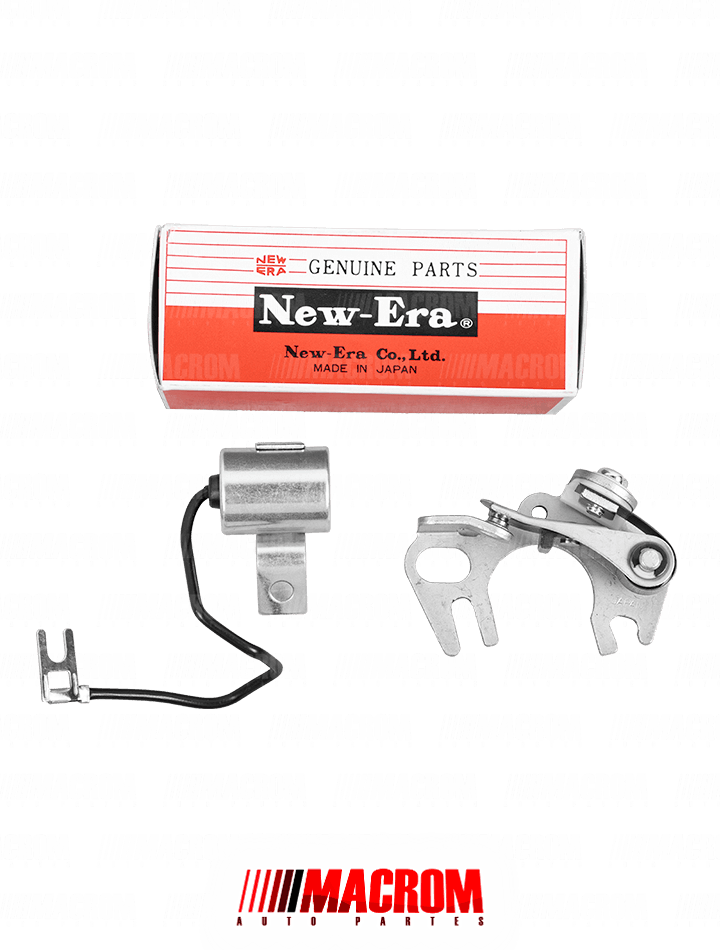 NEW
ERA
GENUINE PARTS
New-Era®
New-Era Co., Ltd.
MADE IN JAPAN
MACROM
AUTO PARTES